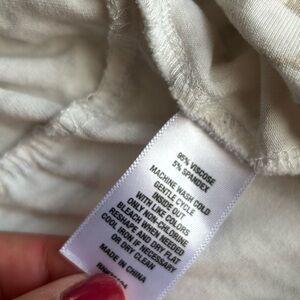 95% VISCOSE
5% SPANDEX
MACHINE WASH COLD
GENTLE CYCLE
INSIDE OUT
WITH LIKE COLORS
ONLY NON-CHLORINE
BLEACH WHEN NEEDED
RESHAPE AND DRY FLAT
COOL IRON IF NECESSARY
OR DRY CLEAN
MADE IN CHINA